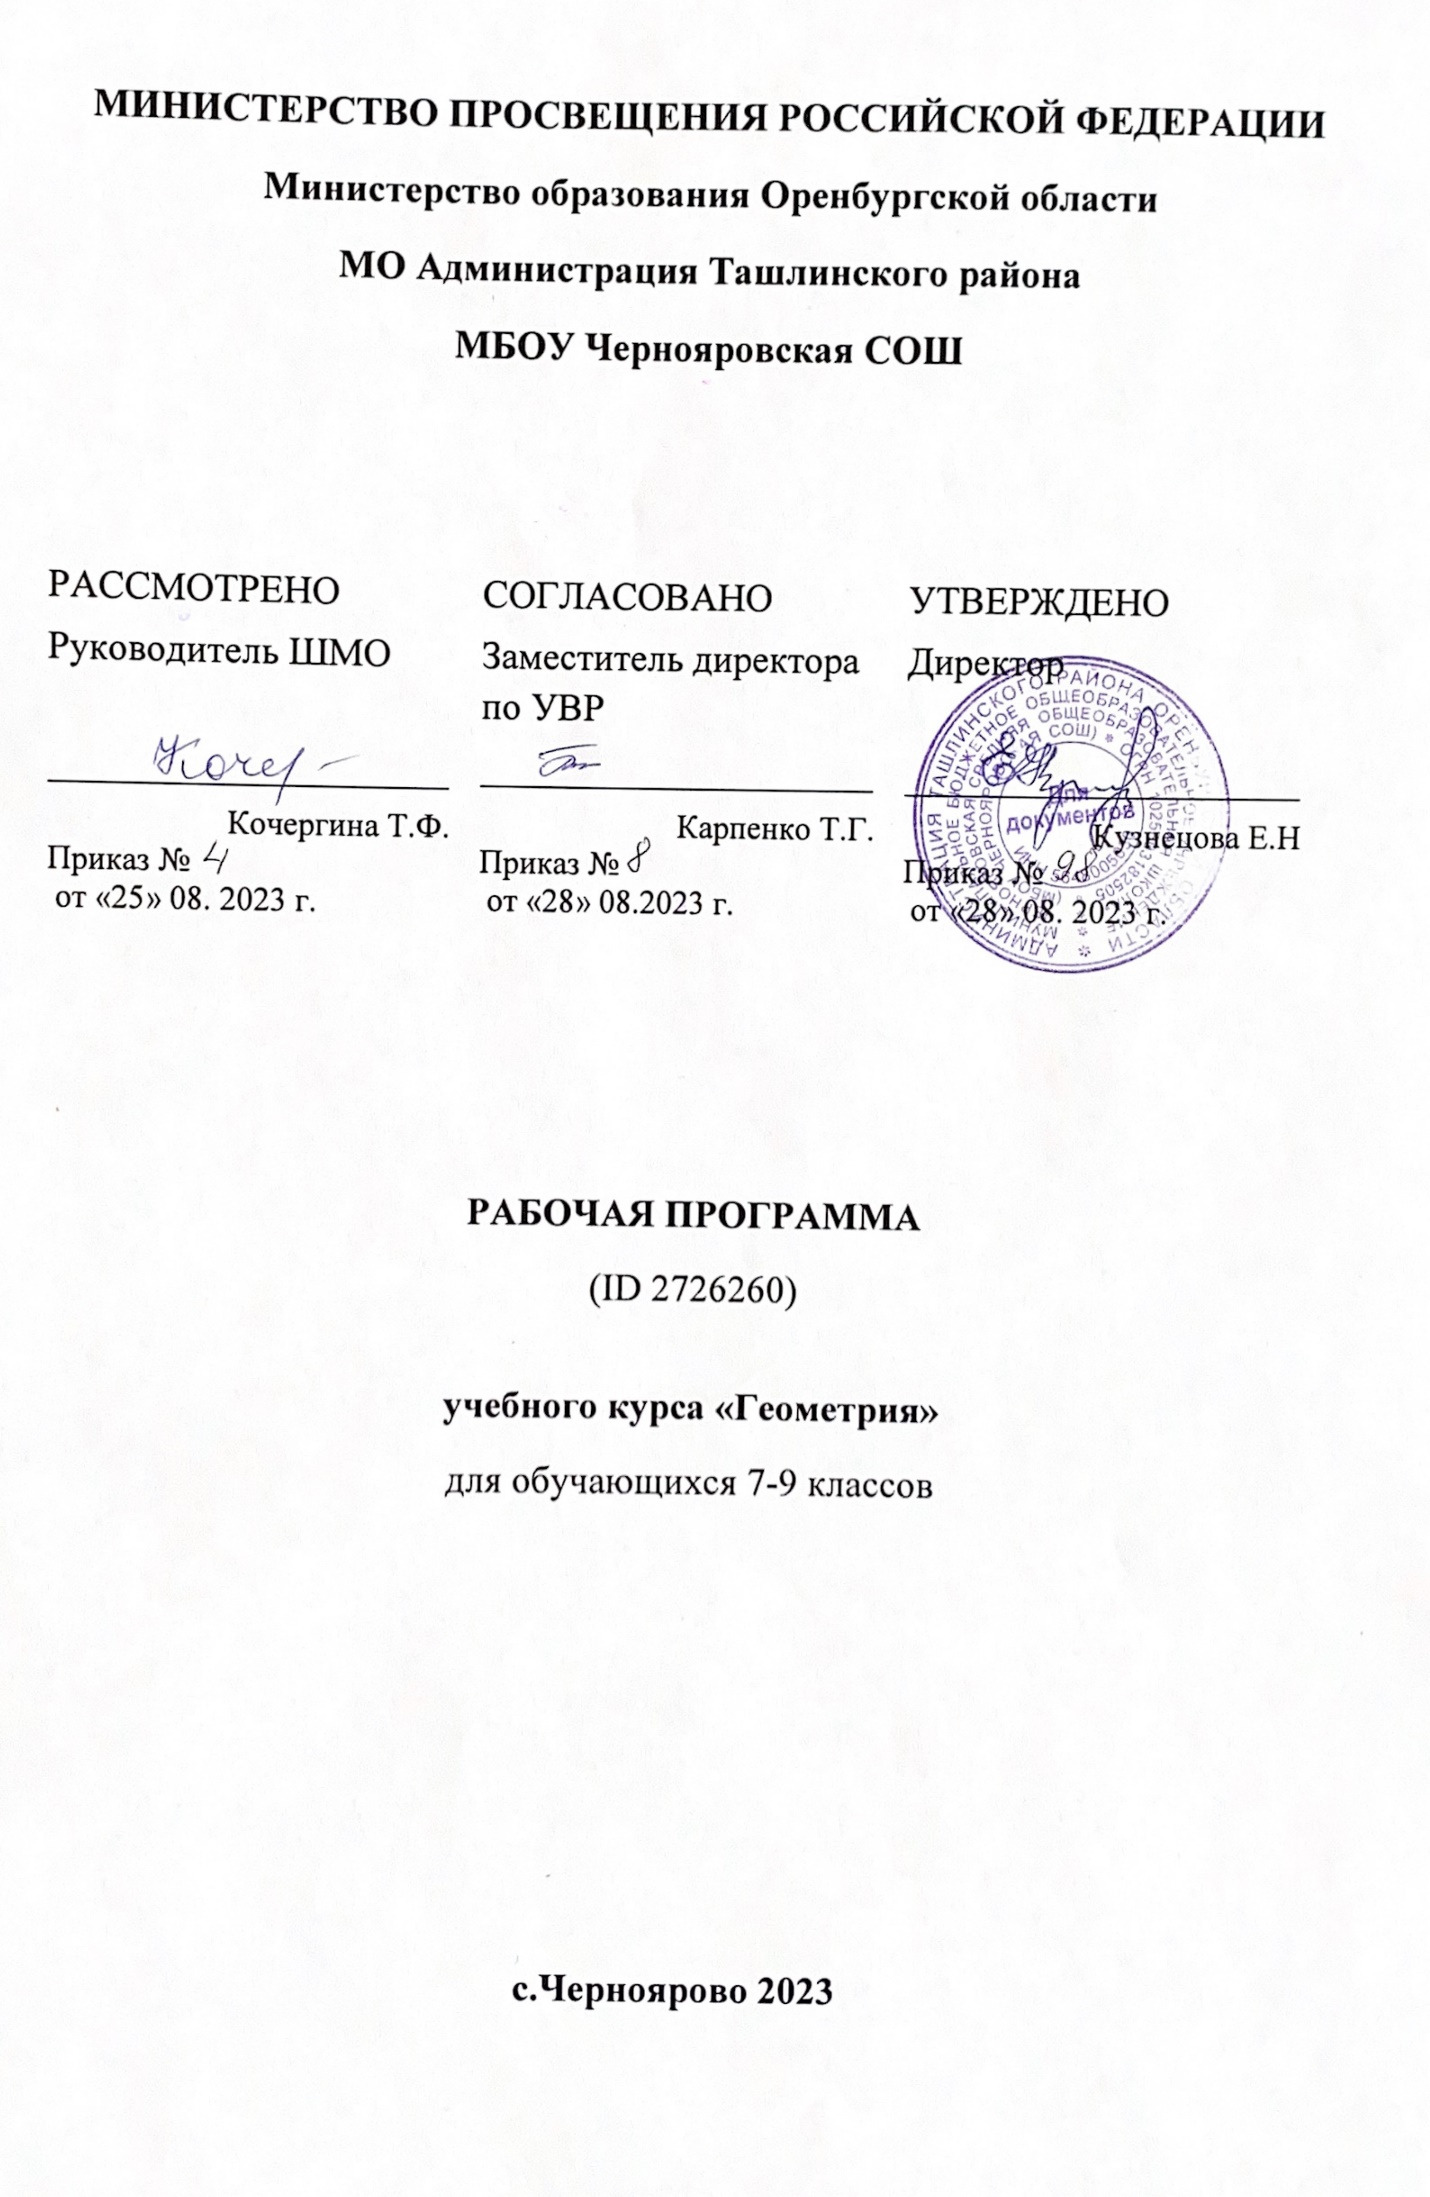 МИНИСТЕРСТВО ПРОСВЕЩЕНИЯ РОССИЙСКОЙ ФЕДЕРАЦИИ
Министерство образования Оренбургской области
МО Администрация Ташлинского района
МБОУ Чернояровская СОШ
РАССМОТРЕНО
Руководитель ШМО
Кочер
Кочергина Т.Ф.
Приказ № 4
от «25» 08. 2023 г.
СОГЛАСОВАНО
Заместитель директора
по УВР
Карпенко Т.Г.
Приказ № 8
от «28» 08.2023 г.
УТВЕРЖДЕНО
Директор
Кузнецова Е.Н
Приказ № 98
от «28» 08. 2023 г.
Для
документов
РАБОЧАЯ ПРОГРАММА
(ID 2726260)
учебного курса «Геометрия»
для обучающихся 7-9 классов
с.Черноярово 2023